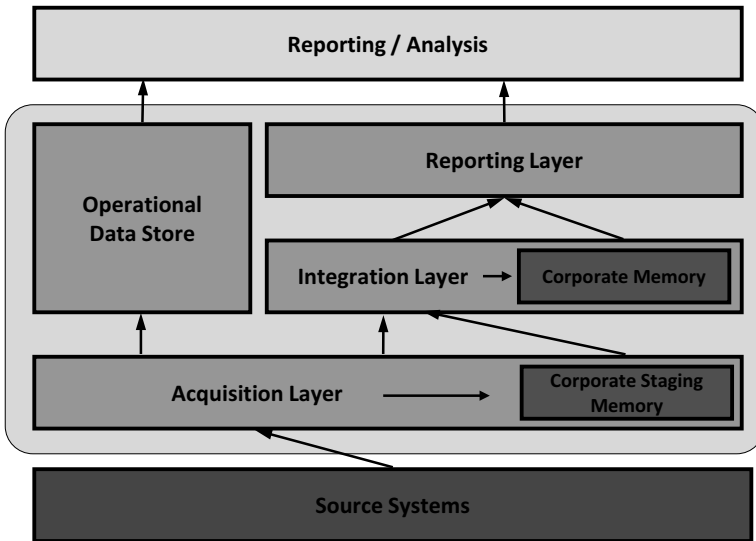 Reporting / Analysis
Operational
Data Store
Reporting Layer
Integration Layer
Corporate Memory
Acquisition Layer
Corporate Staging
Memory
Source Systems